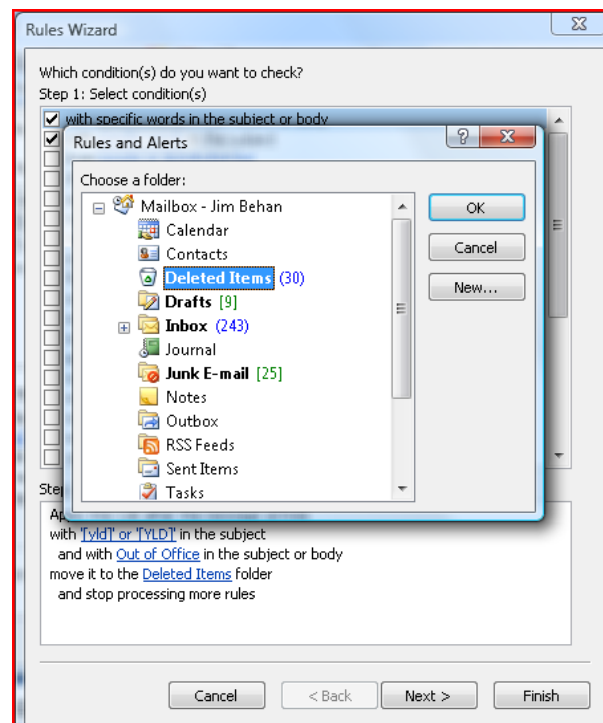 Rules Wizard
Which condition(s) do you want to check?
Step 1: Select condition(s)
with specific words in the subject or body
Rules and Alerts
Choose a folder:
Mailbox - Jim Behan
Calendar
Contacts
Deleted Items (30)
Drafts [9]
Inbox (243)
Journal
Junk E-mail [25]
Notes
Outbox
RSS Feeds
Sent Items
Tasks
OK
Cancel
New...
Step
with '[yld]' or '[YLD]' in the subject
and with Out of Office in the subject or body
move it to the Deleted Items folder
and stop processing more rules
Cancel
< Back
Next >
Finish